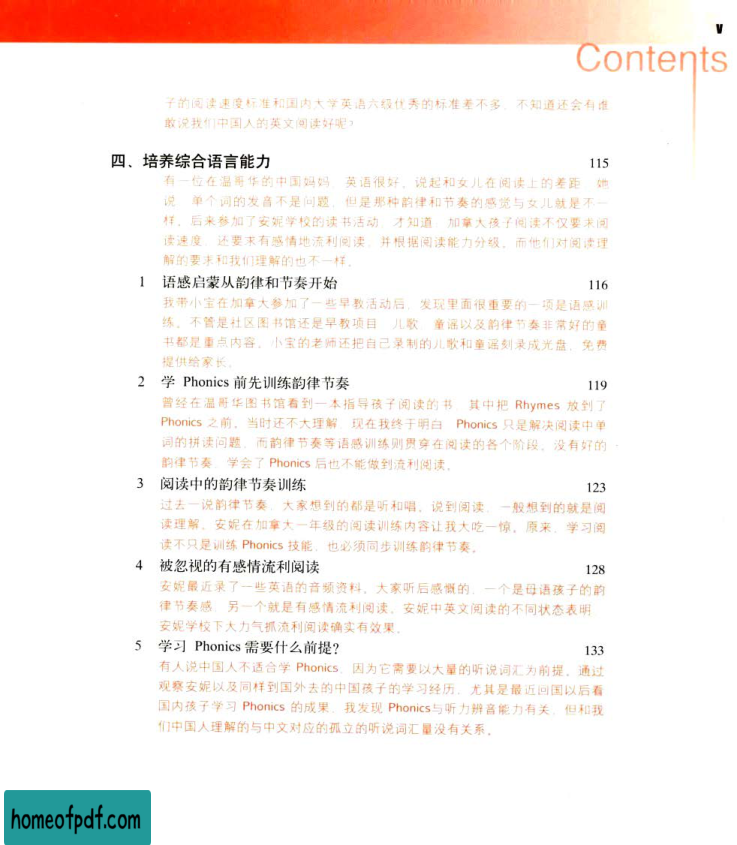 v
Contents
子的阅读速度标准和国内大学英语六级优秀的标准差不多。不知道还会有谁
敢说我们中国人的英文阅读好呢?
四、培养综合语言能力 115
有一位在温哥华的中国妈妈，英语很好，说起和女儿在阅读上的差距，她
说，单个词的发音不是问题，但是那种韵律和节奏的感觉与女儿就是不一
样。后来参加了安妮学校的读书活动，才知道，加拿大孩子阅读不仅要求阅
读速度，还要求有感情地流利阅读，并根据阅读能力分级，而他们对阅读理
解的要求和我们理解的也不一样。
1 语感启蒙从韵律和节奏开始 116
我带小宝在加拿大参加了一些早教活动后，发现里面很重要的一项是语感训
练。不管是社区图书馆还是早教项目，儿歌、童谣以及韵律节奏非常好的童
书都是重点内容。小宝的老师还把自己录制的儿歌和童谣刻录成光盘，免费
提供给家长。
2 学 Phonics 前先训练韵律节奏 119
曾经在温哥华图书馆看到一本指导孩子阅读的书，其中把 Rhymes 放到了
Phonics 之前，当时还不大理解，现在我终于明白，Phonics 只是解决阅读中单
词的拼读问题，而韵律节奏等语感训练则贯穿在阅读的各个阶段，没有好的
韵律节奏，学会了 Phonics 后也不能做到流利阅读。
3 阅读中的韵律节奏训练 123
过去一说韵律节奏，大家想到的都是听和唱。说到阅读，一般想到的就是阅
读理解。安妮在加拿大一年级的阅读训练内容让我大吃一惊。原来，学习阅
读不只是训练 Phonics 技能，也必须同步训练韵律节奏。
4 被忽视的有感情流利阅读 128
安妮最近录了一些英语的音频资料，大家听后感慨的，一个是母语孩子的韵
律节奏感，另一个就是有感情流利阅读。安妮中英文阅读的不同状态表明，
安妮学校下大力气抓流利阅读确实有效果。
5 学习 Phonics 需要什么前提? 133
有人说中国人不适合学 Phonics，因为它需要以大量的听说词汇为前提。通过
观察安妮以及同样到国外去的中国孩子的学习经历，尤其是最近回国以后看
国内孩子学习 Phonics 的成果，我发现 Phonics与听力辨音能力有关，但和我
们中国人理解的与中文对应的孤立的听说词汇量没有关系。
homeofpdf.com